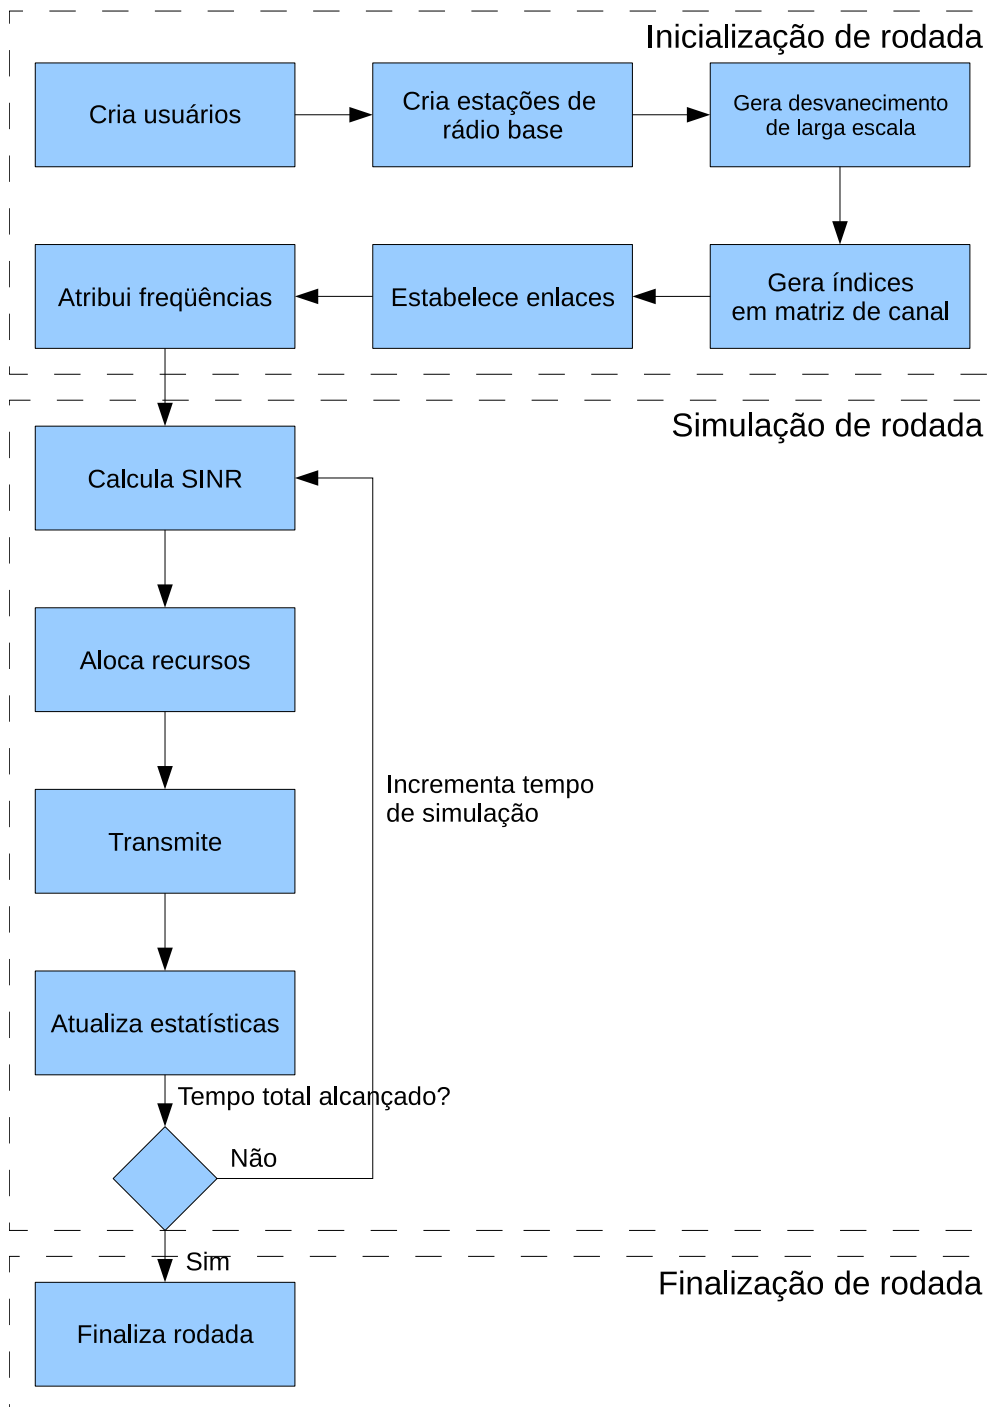 Inicialização de rodada
Cria usuários
Cria estações de
rádio base
Gera desvanecimento
de larga escala
Atribui freqüências
Estabelece enlaces
Gera índices
em matriz de canal
Simulação de rodada
Calcula SINR
Aloca recursos
Incrementa tempo
de simulação
Transmite
Atualiza estatísticas
Tempo total alcançado?
Não
Sim
Finalização de rodada
Finaliza rodada